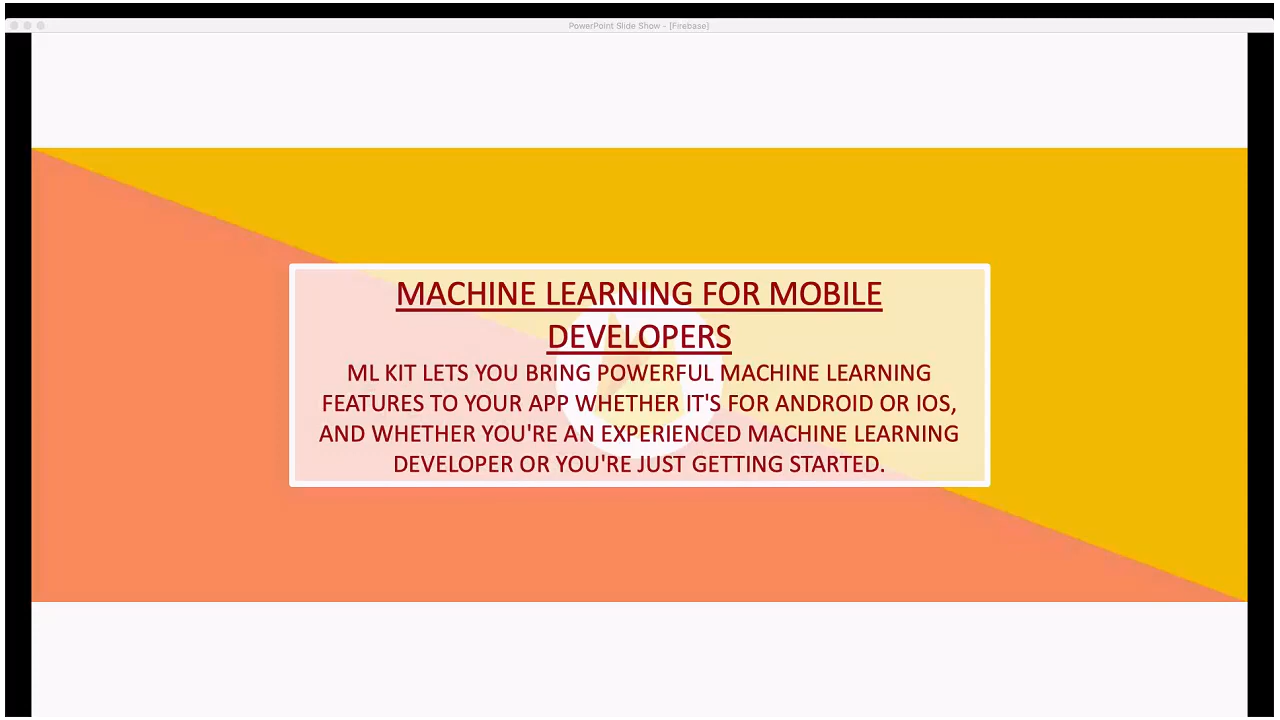 PowerPoint Slide Show - [Firebase]
MACHINE LEARNING FOR MOBILE
DEVELOPERS
ML KIT LETS YOU BRING POWERFUL MACHINE LEARNING
FEATURES TO YOUR APP WHETHER IT'S FOR ANDROID OR IOS,
AND WHETHER YOU'RE AN EXPERIENCED MACHINE LEARNING
DEVELOPER OR YOU'RE JUST GETTING STARTED.